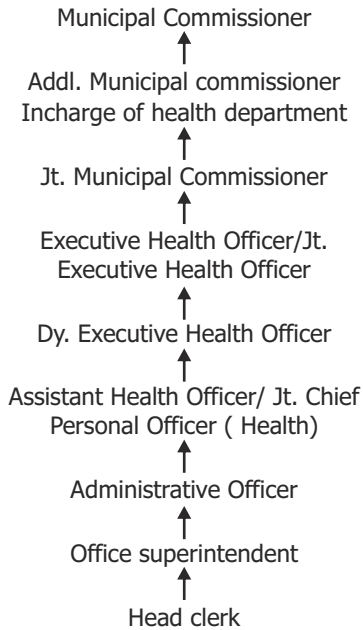 Municipal Commissioner
Addl. Municipal commissioner
Incharge of health department
Jt. Municipal Commissioner
Executive Health Officer/Jt.
Executive Health Officer
Dy. Executive Health Officer
Assistant Health Officer/ Jt. Chief
Personal Officer ( Health)
Administrative Officer
Office superintendent
Head clerk